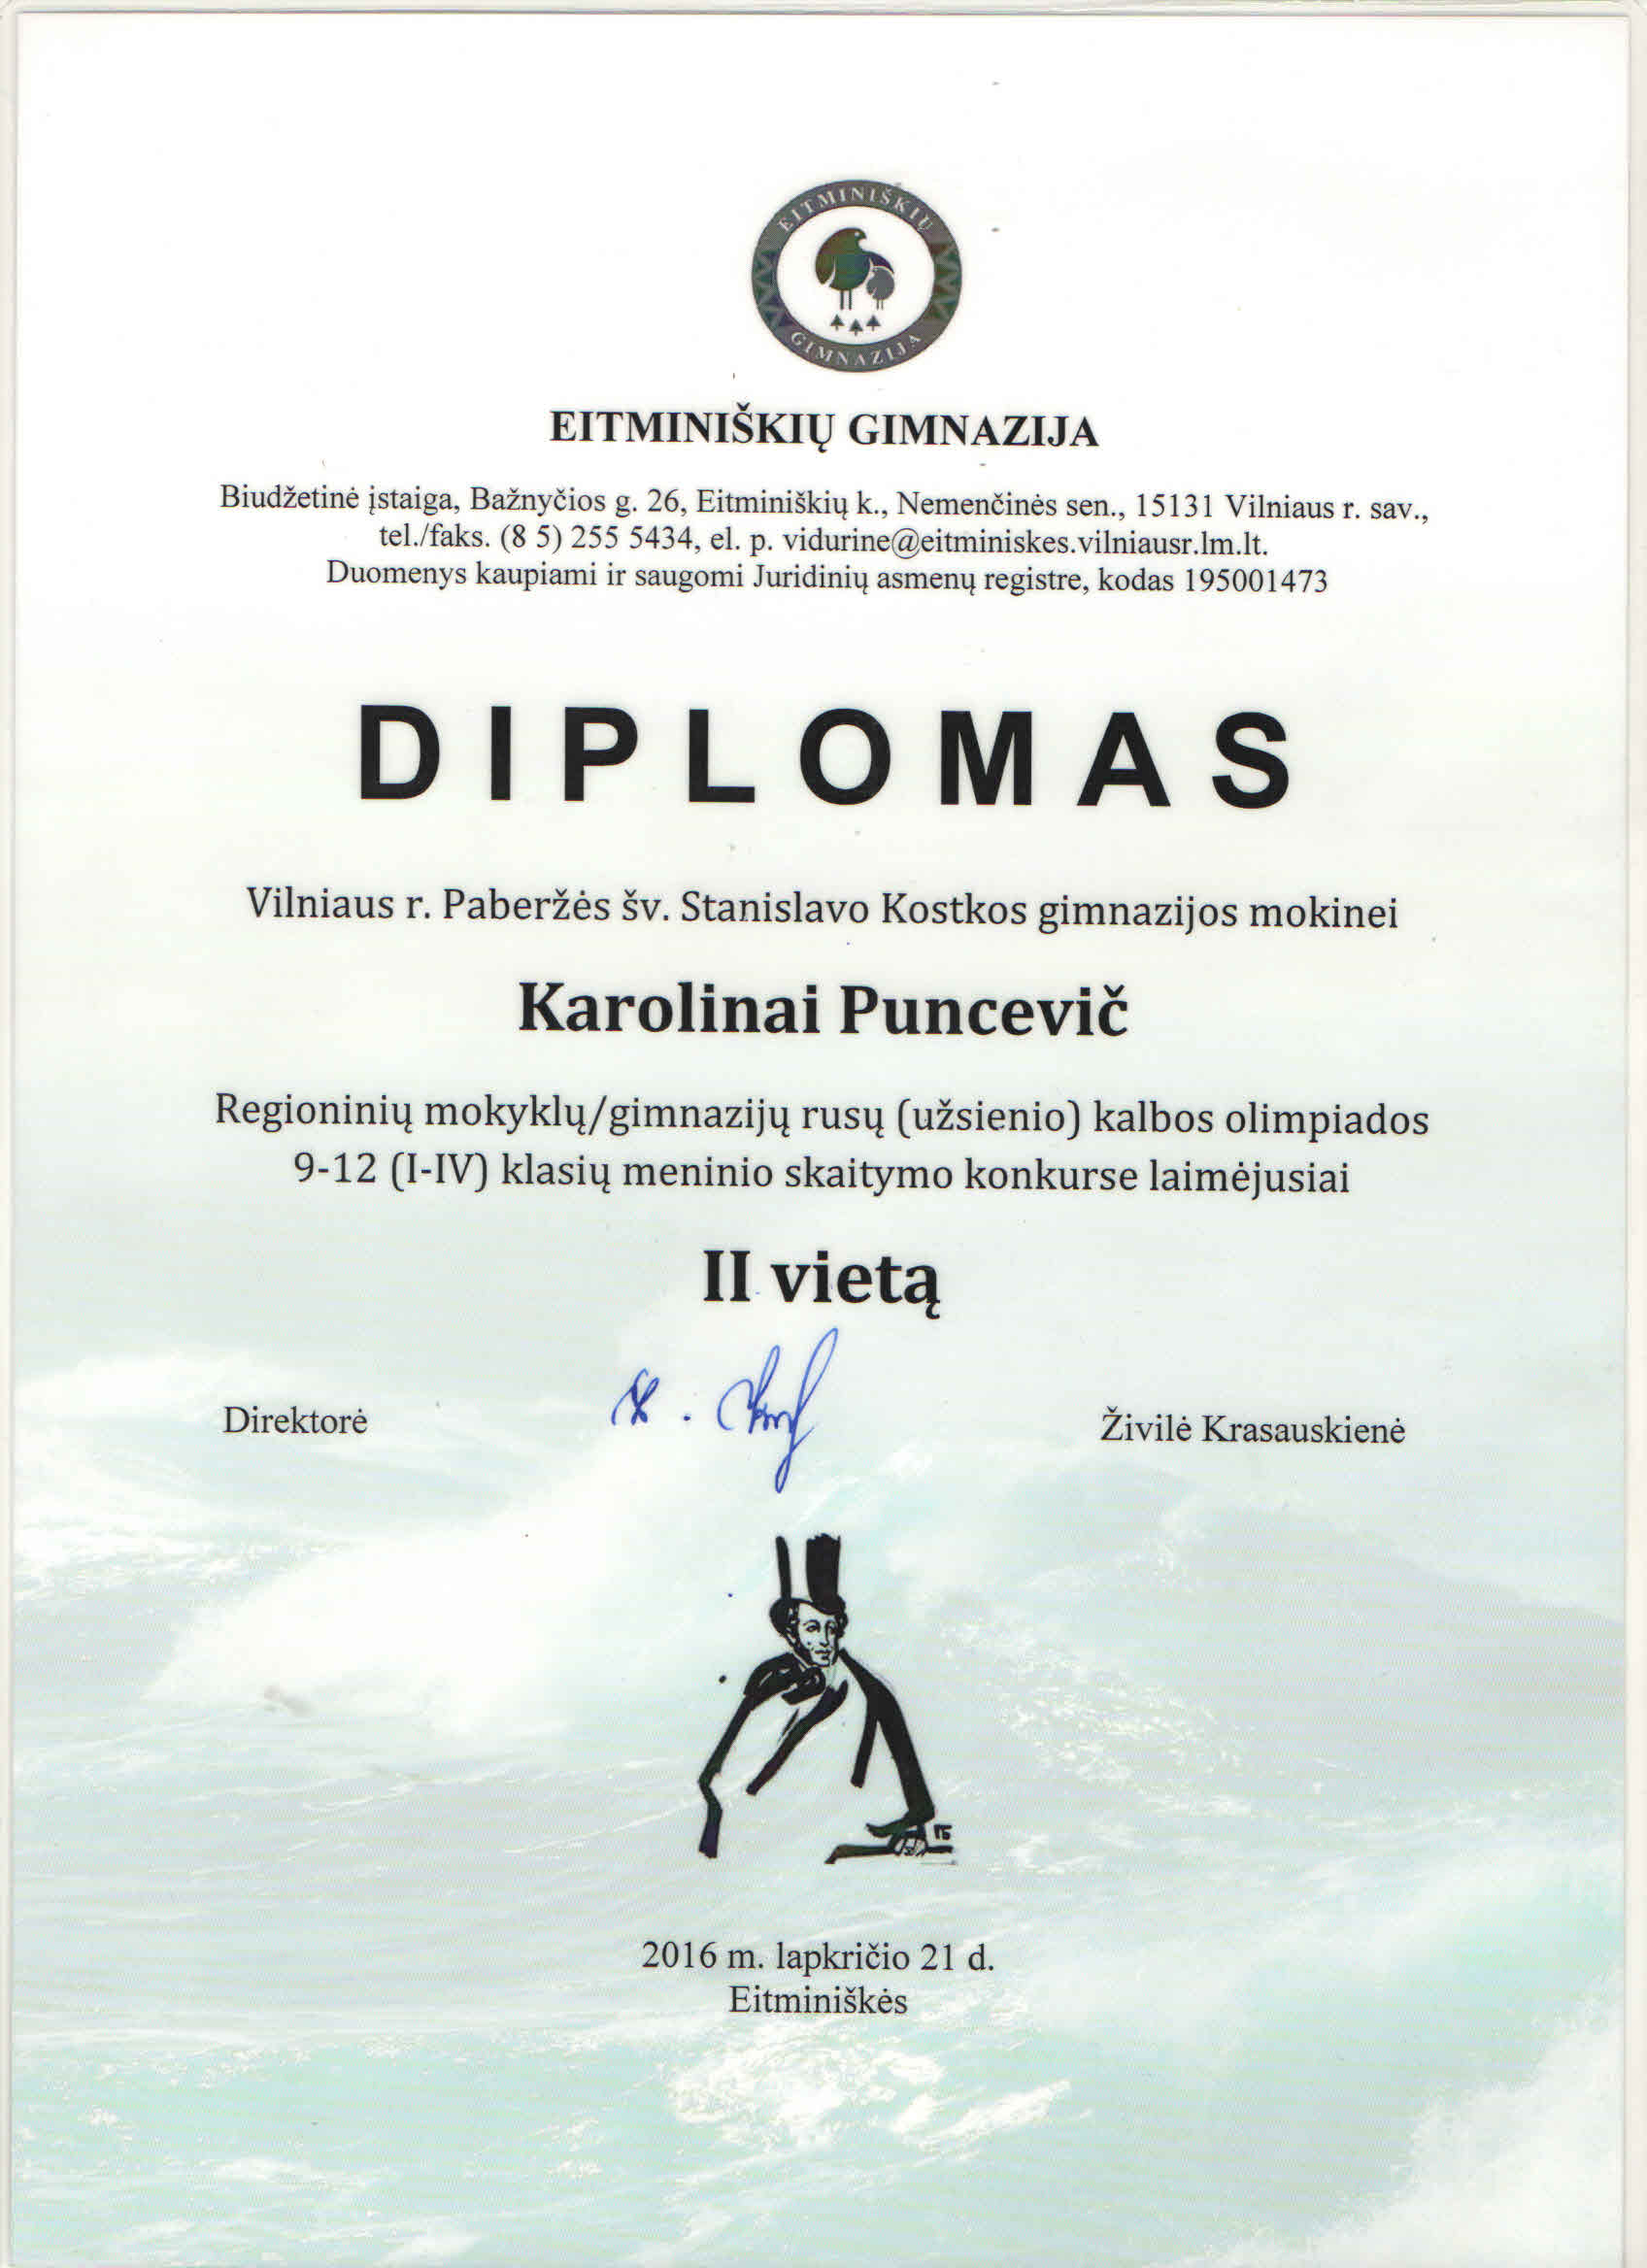 EITMINIŠKIŲ
GIMNAZIJA
EITMINIŠKIŲ GIMNAZIJA
Biudžetinė įstaiga, Bažnyčios g. 26, Eitminiškių k., Nemenčinės sen., 15131 Vilniaus r. sav.,
tel./faks. (8 5) 255 5434, el. p. vidurine@eitminiskes.vilniausr.lm.lt.
Duomenys kaupiami ir saugomi Juridinių asmenų registre, kodas 195001473
DIPLOMAS
Vilniaus r. Paberžės šv. Stanislavo Kostkos gimnazijos mokinei
Karolinai Puncevič
Regioninių mokyklų/gimnazijų rusų (užsienio) kalbos olimpiados
9-12 (I-IV) klasių meninio skaitymo konkurse laimėjusiai
II vietą
Direktorė
Živilė Krasauskienė
2016 m. lapkričio 21 d.
Eitminiškės